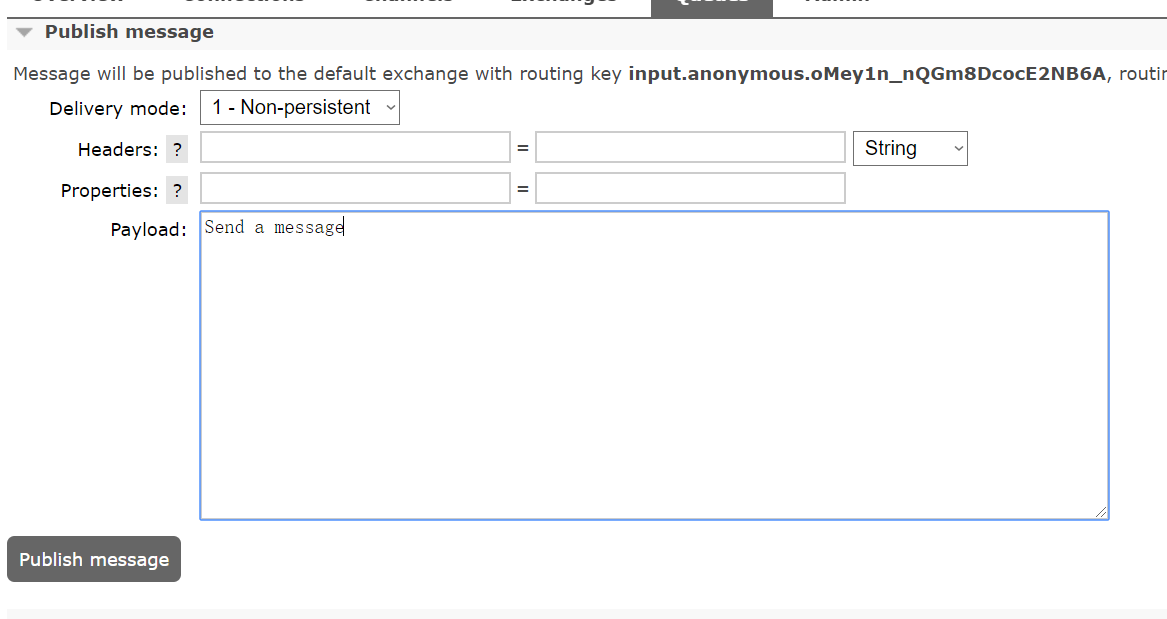 Publish message
Message will be published to the default exchange with routing key input.anonymous.oMey1n_nQGm8DcocE2NB6A, routin
Delivery mode: 1 - Non-persistent
Headers: ? = String
Properties: ? =
Payload: Send a message
Publish message